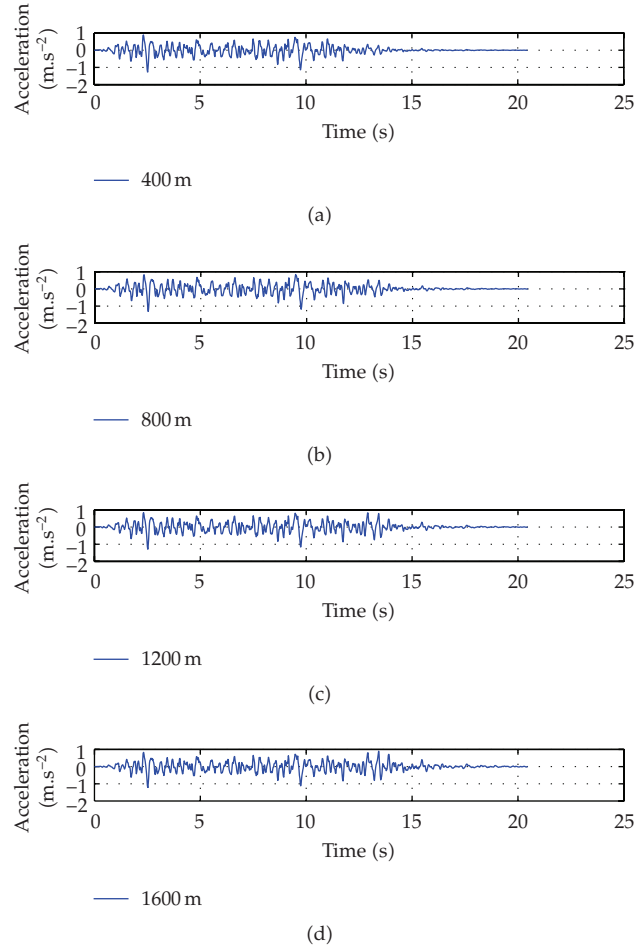 Acceleration
(m.s⁻²)
1
0
−1
−2
0 5 10 15 20 25
Time (s)
400 m
(a)
Acceleration
(m.s⁻²)
1
0
−1
−2
0 5 10 15 20 25
Time (s)
800 m
(b)
Acceleration
(m.s⁻²)
1
0
−1
−2
0 5 10 15 20 25
Time (s)
1200 m
(c)
Acceleration
(m.s⁻²)
1
0
−1
−2
0 5 10 15 20 25
Time (s)
1600 m
(d)